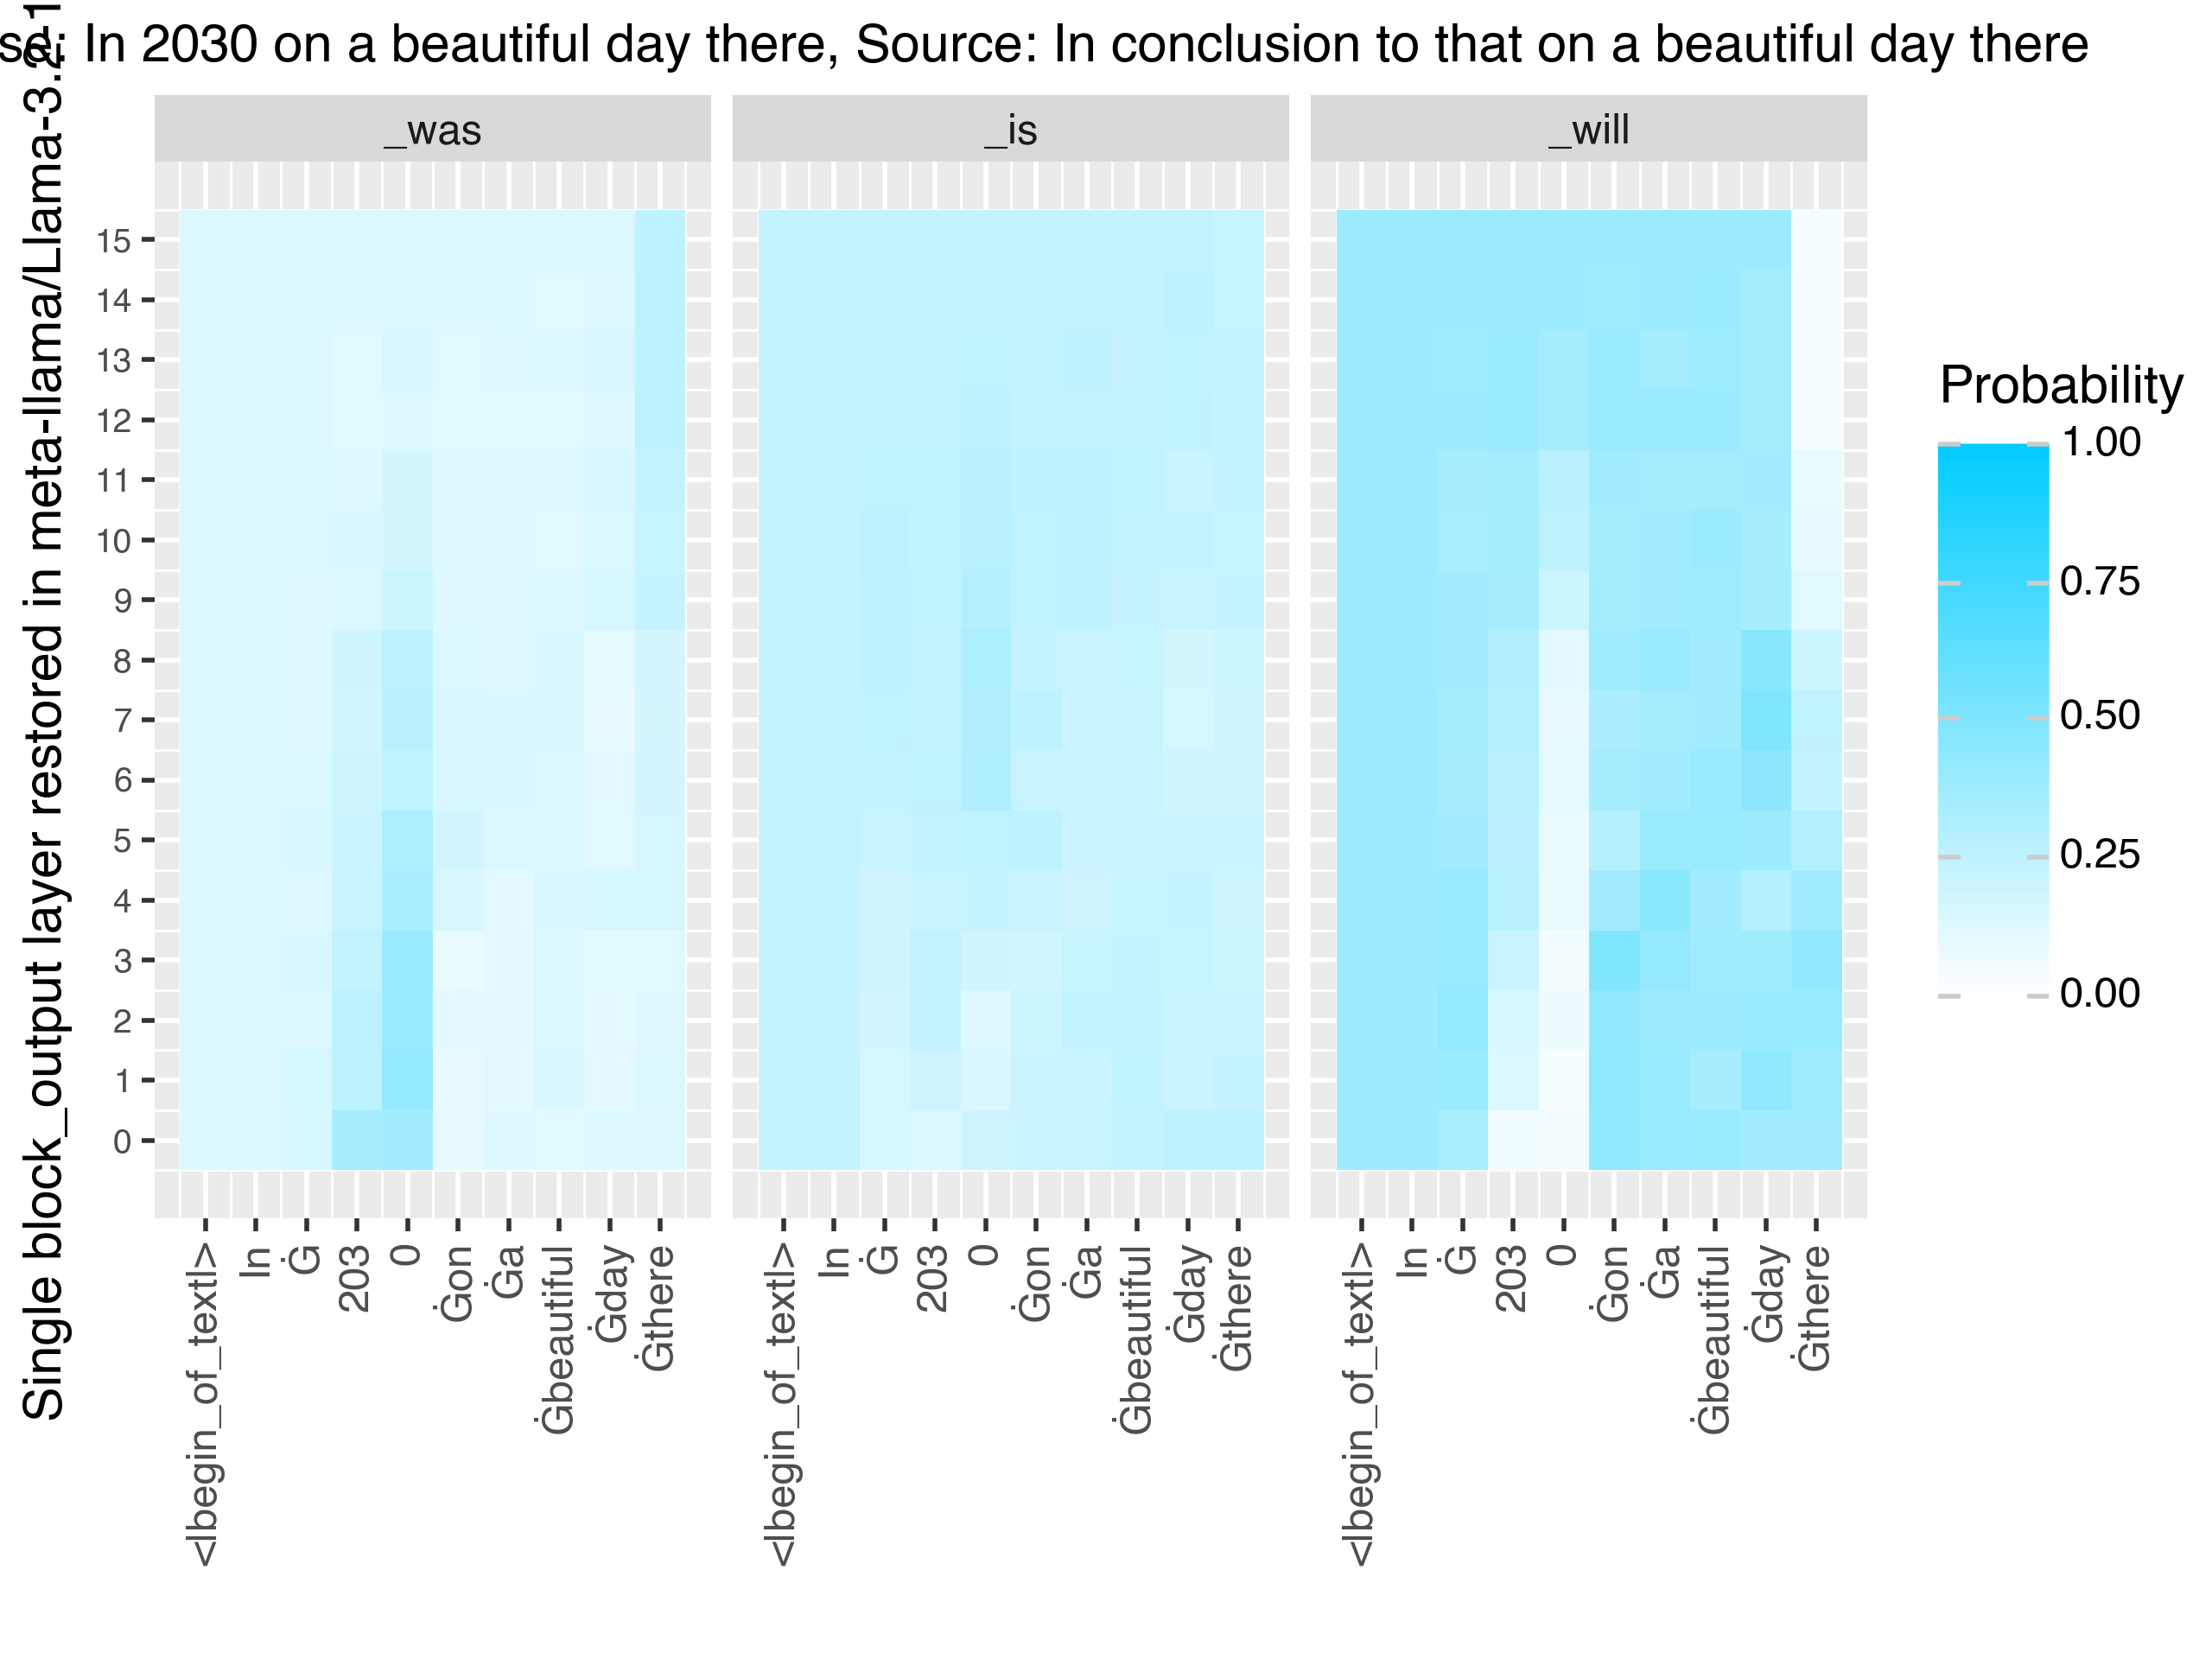 se: In 2030 on a beautiful day there, Source: In conclusion to that on a beautiful day there
Single block_output layer restored in meta-llama/Llama-3.2-1
_was
_is
_will
15
14
13
12
11
10
9
8
7
6
5
4
3
2
1
0
<|begin_of_text|>
In
Ġ
203
0
Ġon
Ġa
Ġbeautiful
Ġday
Ġthere
<|begin_of_text|>
In
Ġ
203
0
Ġon
Ġa
Ġbeautiful
Ġday
Ġthere
<|begin_of_text|>
In
Ġ
203
0
Ġon
Ġa
Ġbeautiful
Ġday
Ġthere
Probability
1.00
0.75
0.50
0.25
0.00